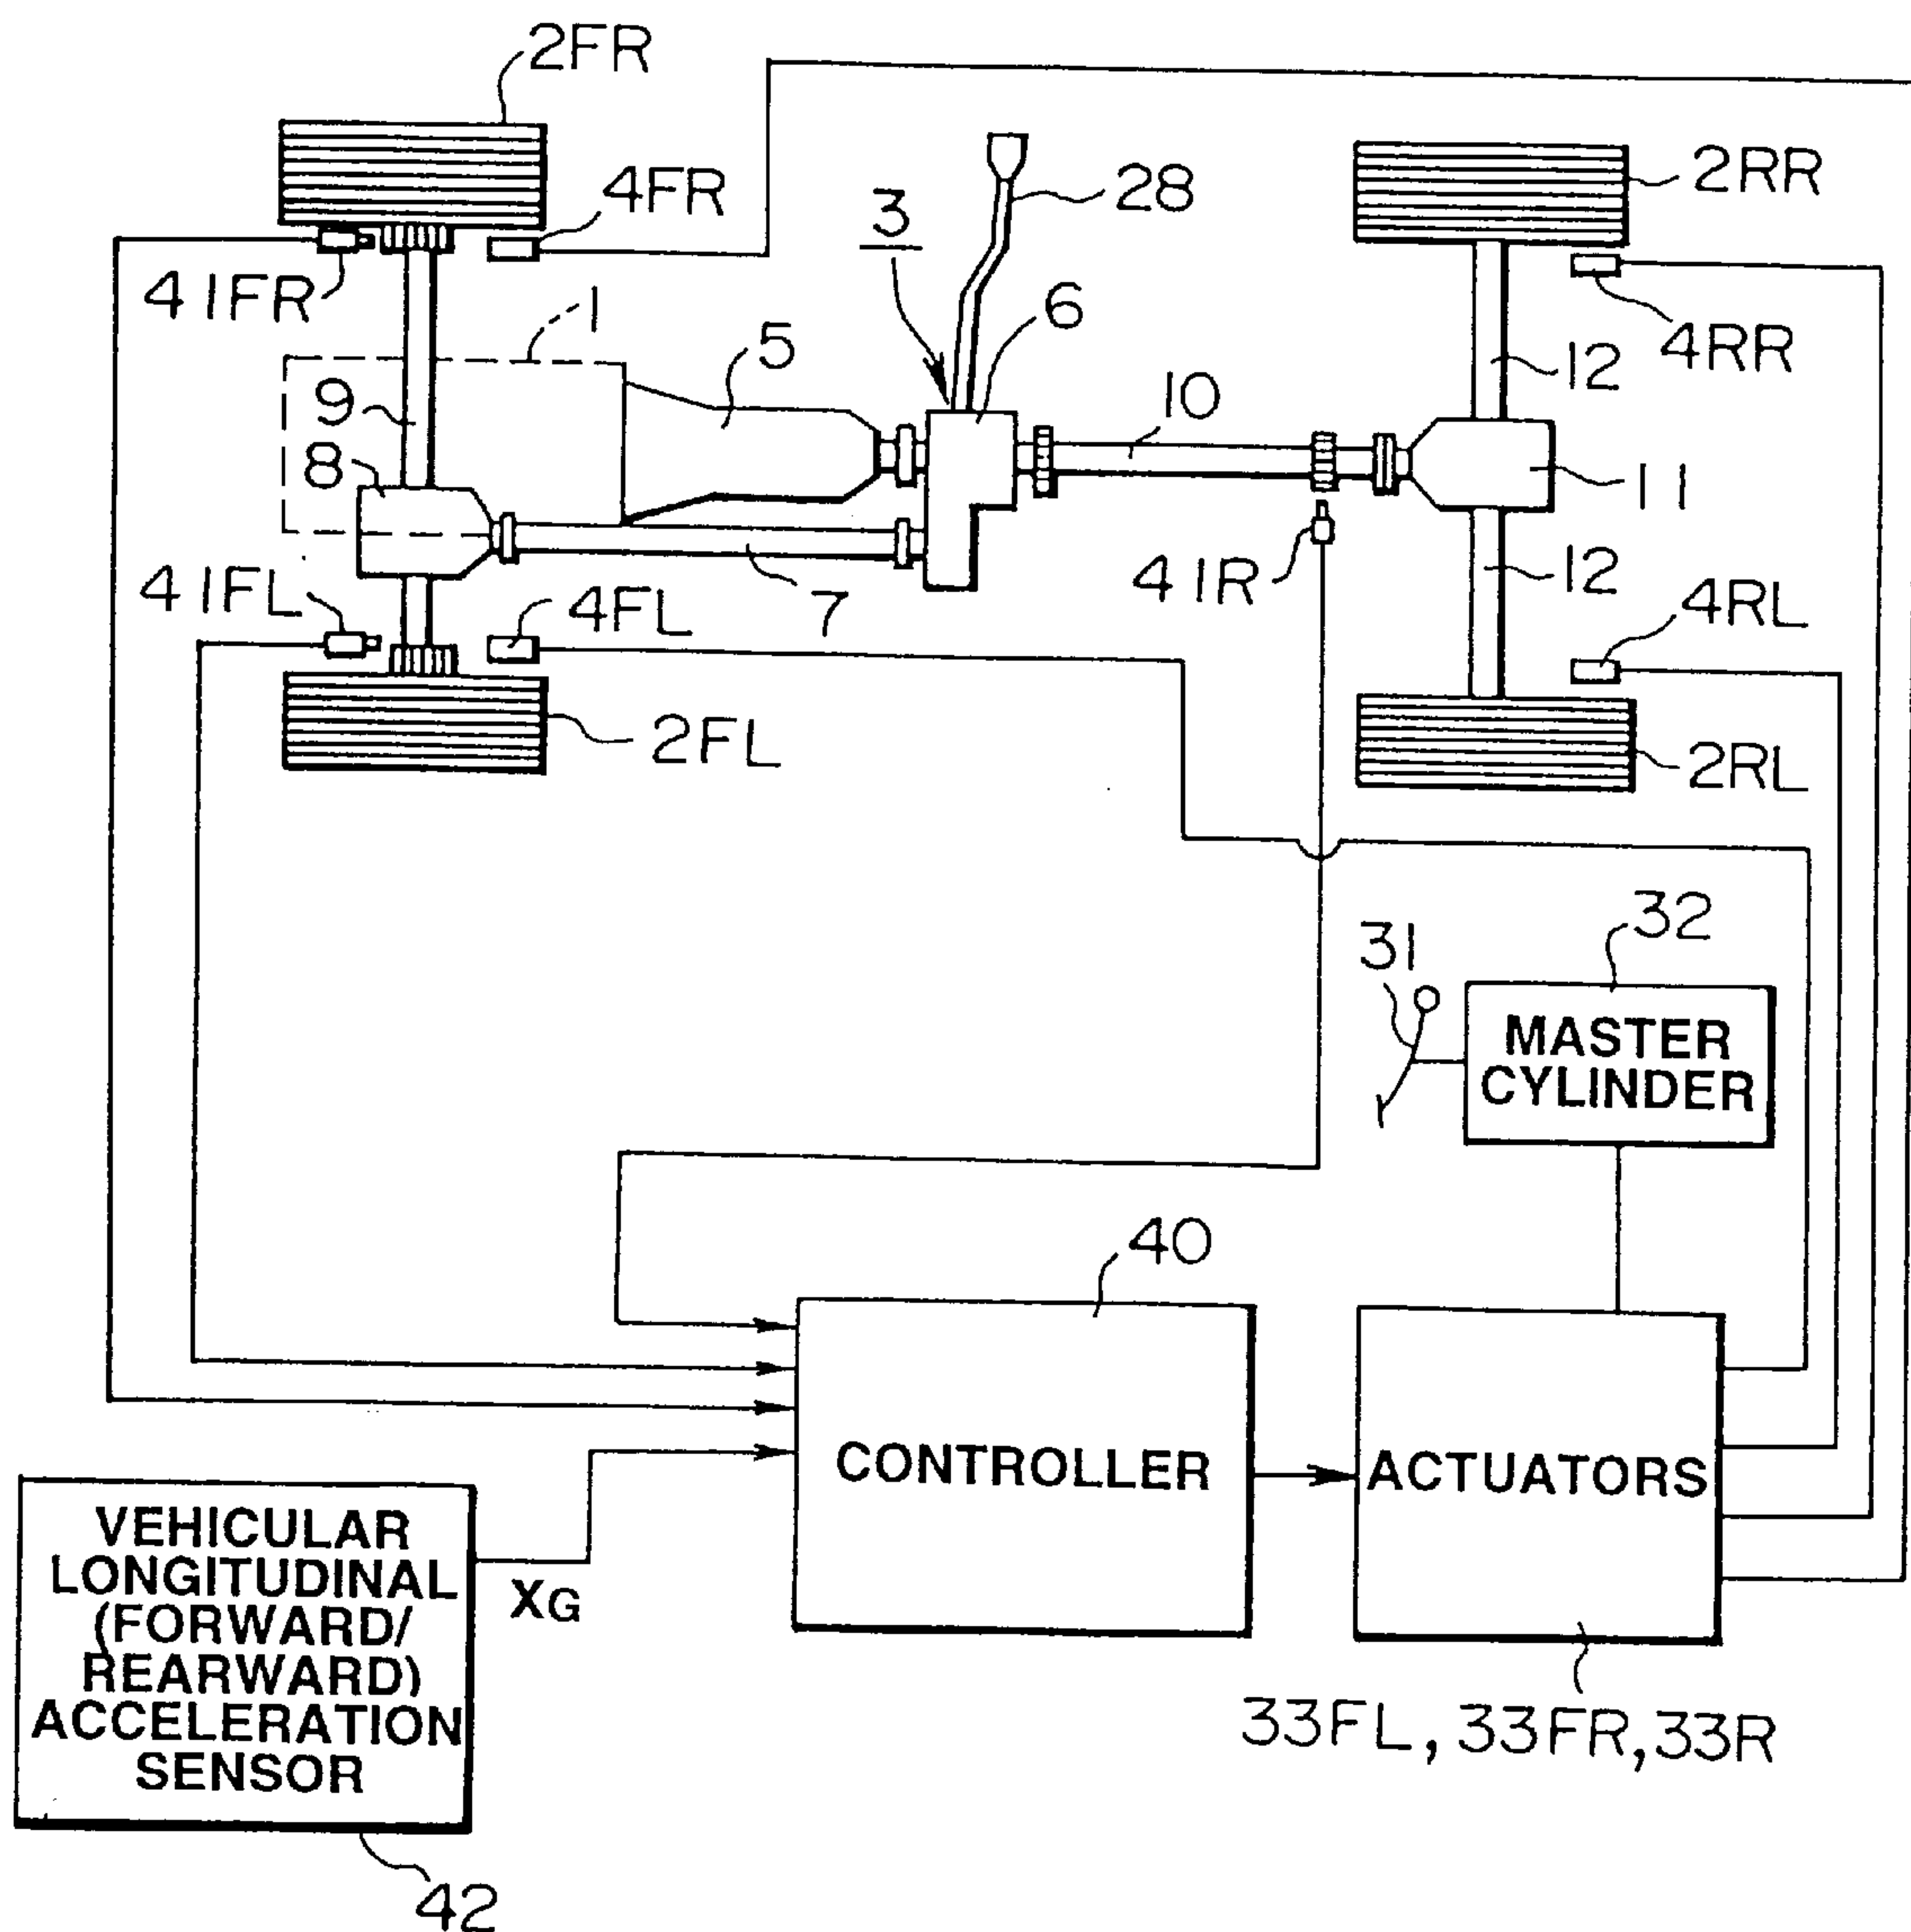 2FR
4FR
28
2RR
3
41FR
1
6
4RR
5
12
9
10
8
11
41FL
4FL
7
41R
12
4RL
2FL
2RL
32
31
MASTER
CYLINDER
40
CONTROLLER
ACTUATORS
VEHICULAR
LONGITUDINAL
(FORWARD/
REARWARD)
ACCELERATION
SENSOR
XG
33FL, 33FR, 33R
42